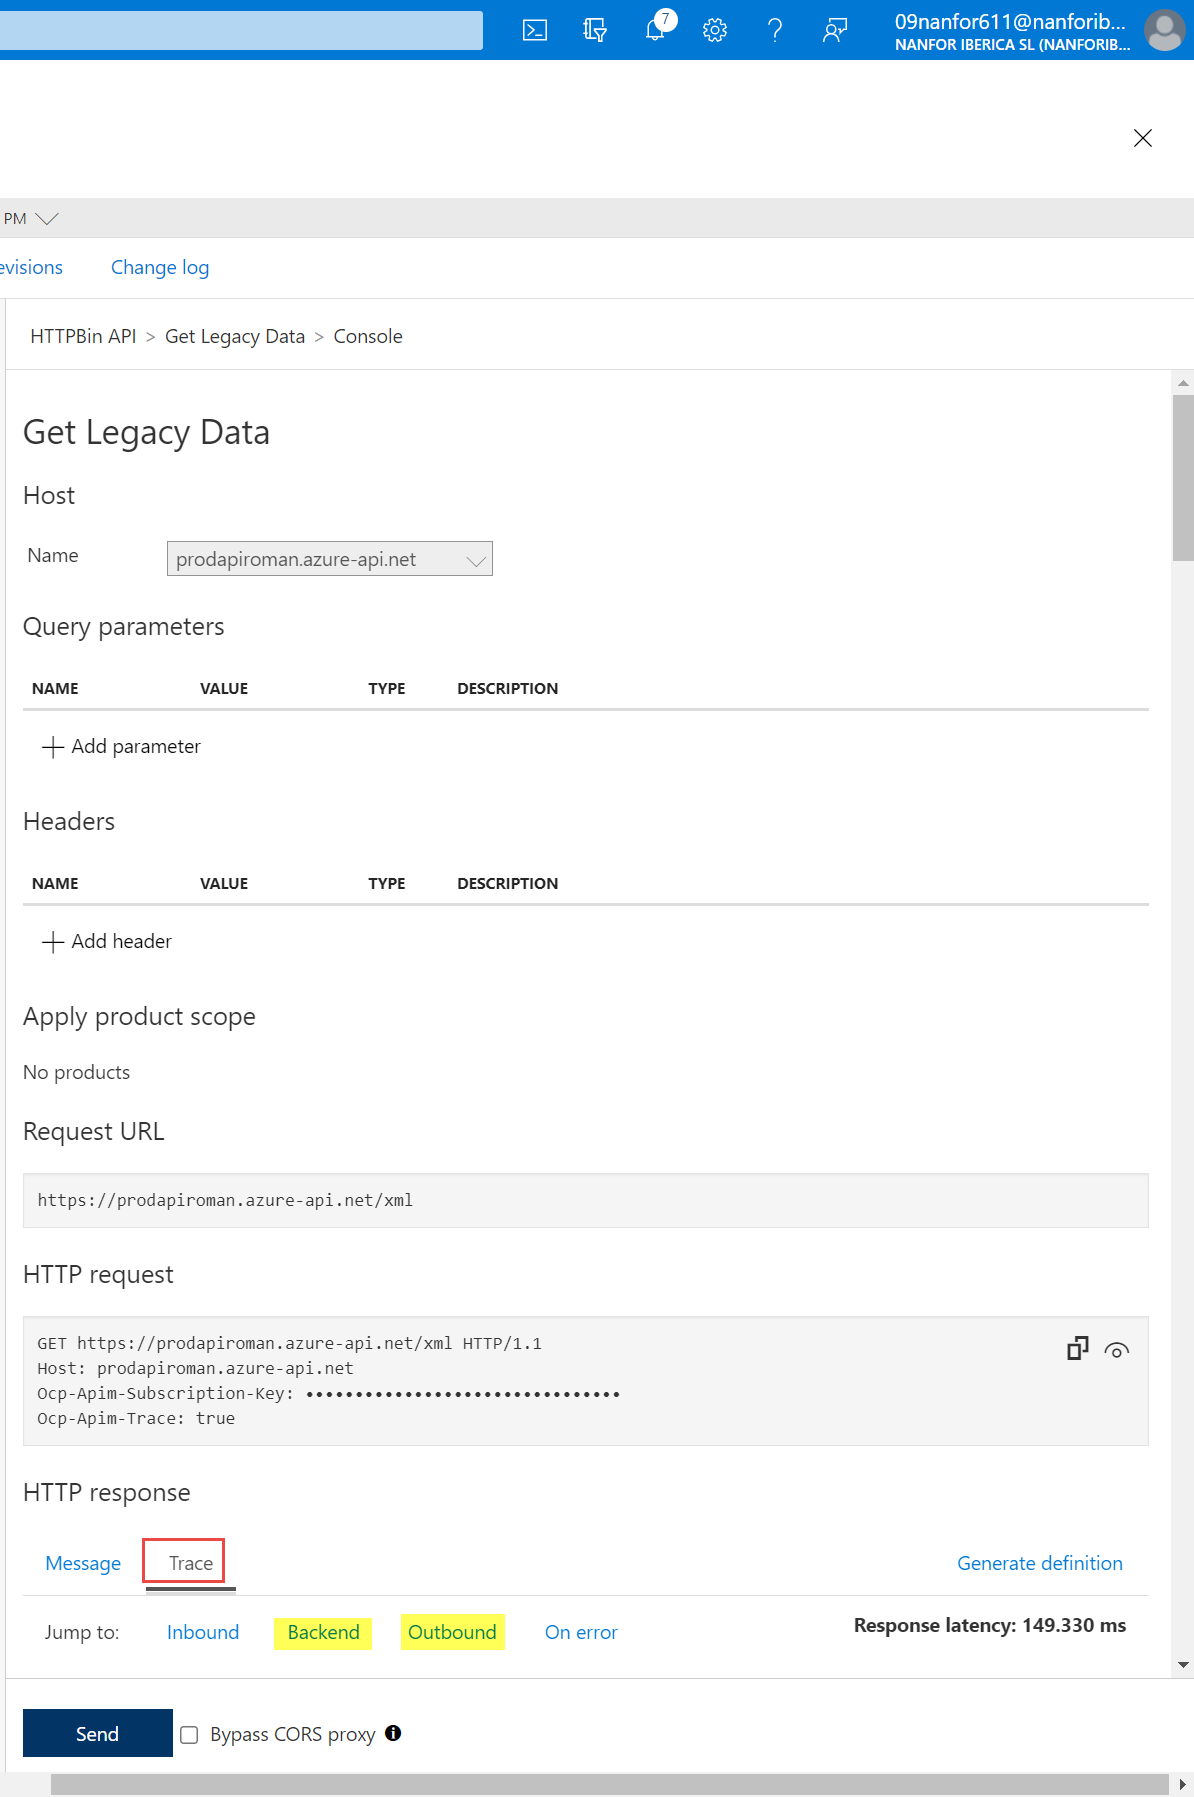 7
09nanfor611@nanforib...
NANFOR IBERICA SL (NANFORIB...
PM
evisions Change log
HTTPBin API > Get Legacy Data > Console
Get Legacy Data
Host
Name prodapiroman.azure-api.net
Query parameters
NAME VALUE TYPE DESCRIPTION
Add parameter
Headers
NAME VALUE TYPE DESCRIPTION
Add header
Apply product scope
No products
Request URL
https://prodapiroman.azure-api.net/xml
HTTP request
GET https://prodapiroman.azure-api.net/xml HTTP/1.1
Host: prodapiroman.azure-api.net
Ocp-Apim-Subscription-Key: ••••••••••••••••••••••••••••••••
Ocp-Apim-Trace: true
HTTP response
Message Trace Generate definition
Jump to: Inbound Backend Outbound On error Response latency: 149.330 ms
Send Bypass CORS proxy